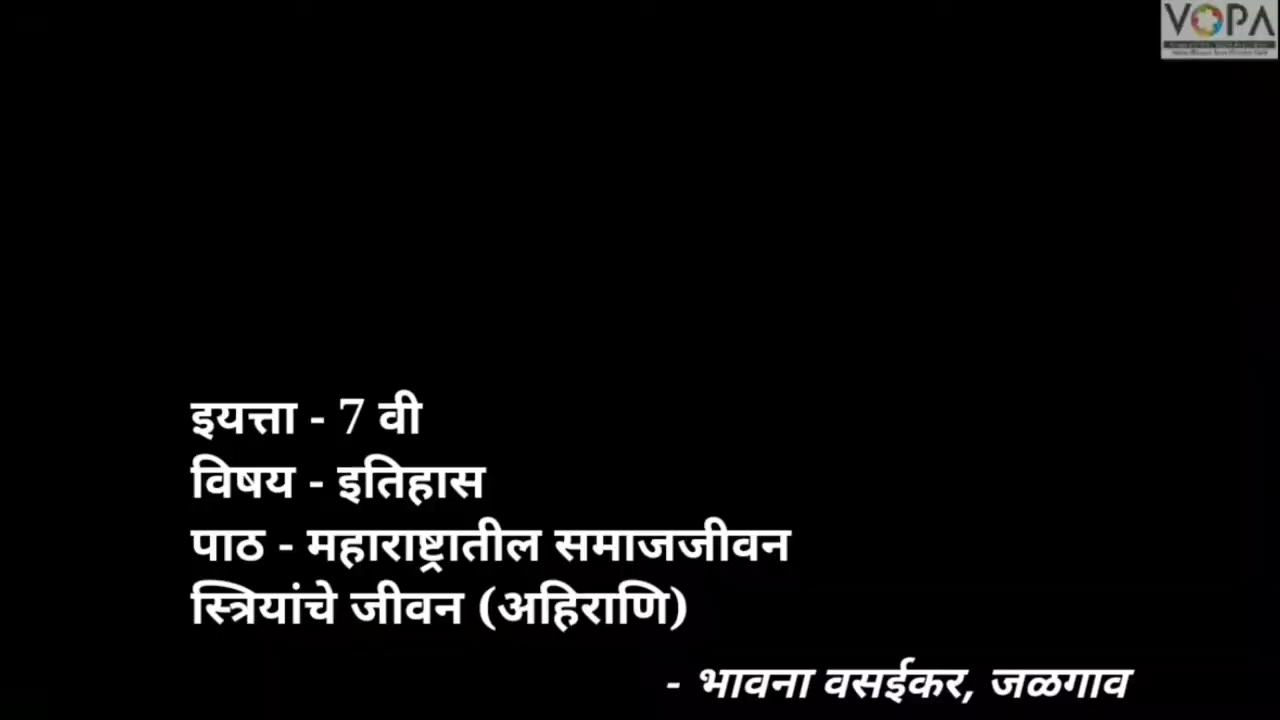 VOPA
इयत्ता - 7 वी
विषय - इतिहास
पाठ - महाराष्ट्रातील समाजजीवन
स्त्रियांचे जीवन (अहिराणि)
- भावना वसईकर, जळगाव